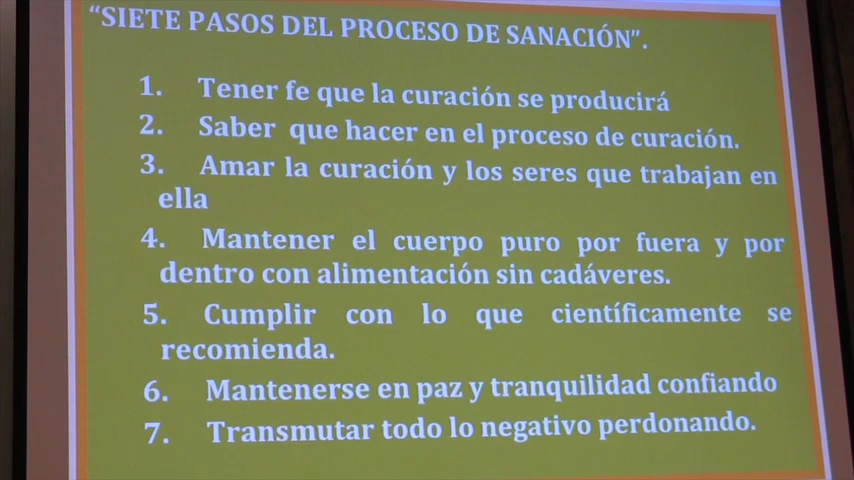 “SIETE PASOS DEL PROCESO DE SANACIÓN”.
1. Tener fe que la curación se producirá
2. Saber que hacer en el proceso de curación.
3. Amar la curación y los seres que trabajan en
ella
4. Mantener el cuerpo puro por fuera y por
dentro con alimentación sin cadáveres.
5. Cumplir con lo que científicamente se
recomienda.
6. Mantenerse en paz y tranquilidad confiando
7. Transmutar todo lo negativo perdonando.